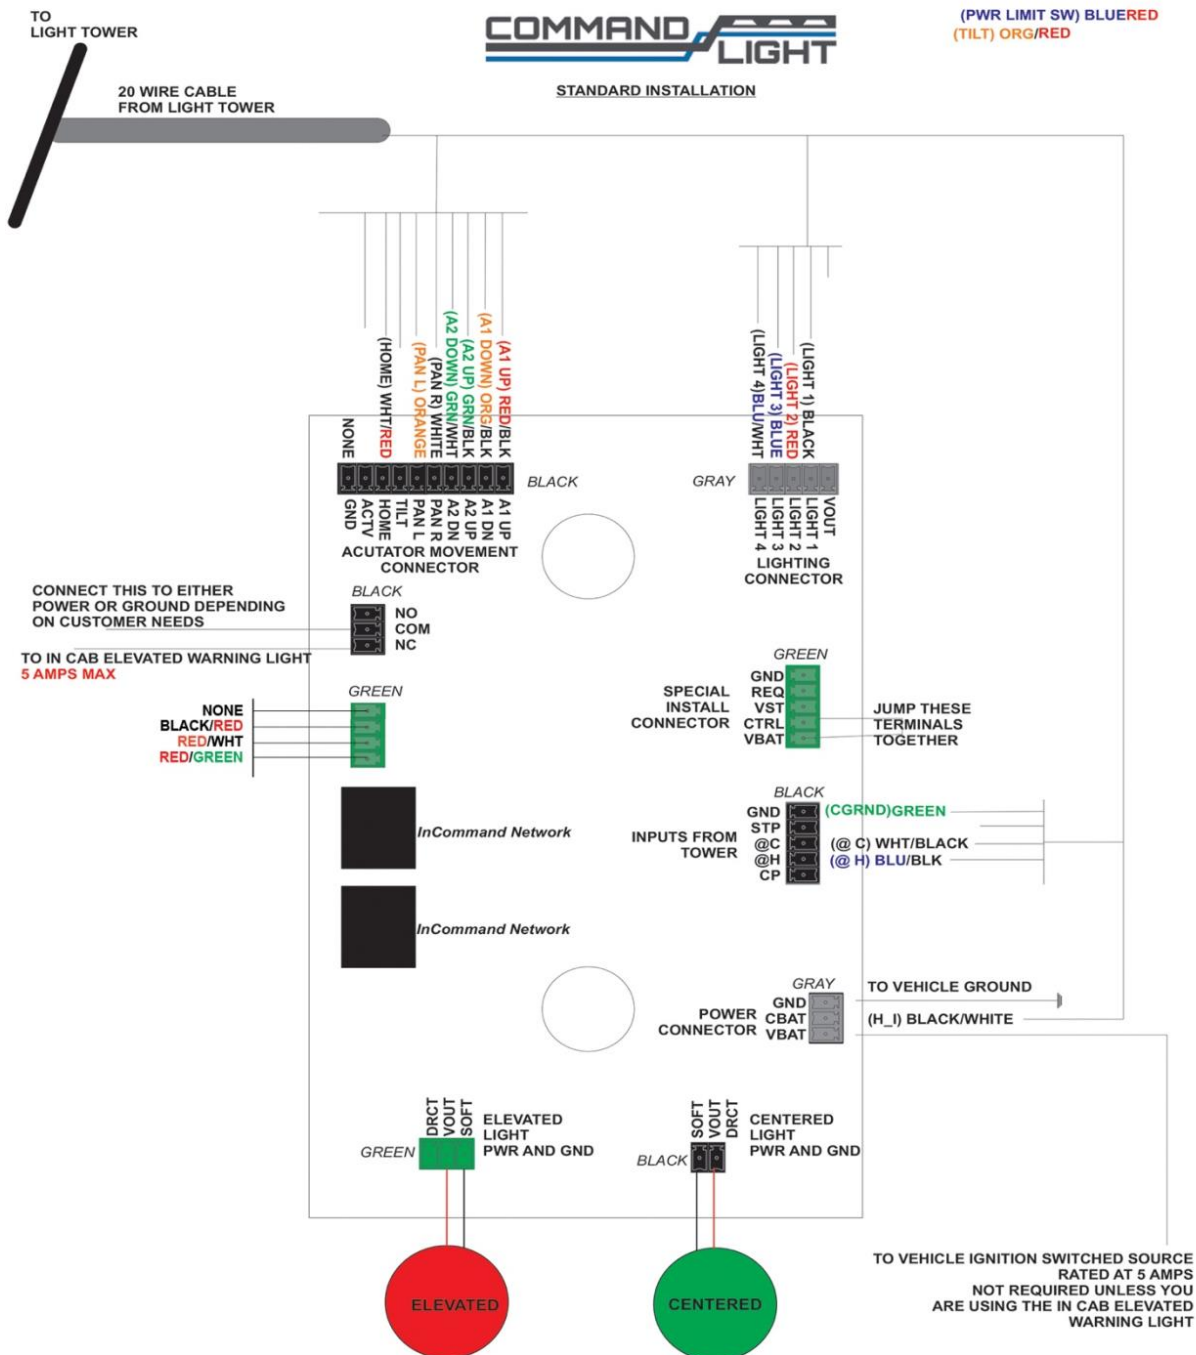 TO
LIGHT TOWER
COMMAND
LIGHT
(PWR LIMIT SW) BLUERED
(TILT) ORG/RED
STANDARD INSTALLATION
20 WIRE CABLE
FROM LIGHT TOWER
NONE
(HOME) WHT/RED
(PAN L) ORANGE
(PAN R) WHITE
(A2 DOWN) GRN/WHT
(A2 UP) GRN/BLK
(A1 DOWN) ORG/BLK
(A1 UP) RED/BLK
BLACK
GND
ACTV
HOME
TILT
PAN L
PAN R
A2 DN
A2 UP
A1 DN
A1 UP
ACUTATOR MOVEMENT
CONNECTOR
(LIGHT 4)BLU/WHT
(LIGHT 3) BLUE
(LIGHT 2) RED
(LIGHT 1) BLACK
GRAY
LIGHT 4
LIGHT 3
LIGHT 2
LIGHT 1
VOUT
LIGHTING
CONNECTOR
CONNECT THIS TO EITHER
POWER OR GROUND DEPENDING
ON CUSTOMER NEEDS
BLACK
NO
COM
NC
TO IN CAB ELEVATED WARNING LIGHT
5 AMPS MAX
GREEN
NONE
BLACK/RED
RED/WHT
RED/GREEN
GREEN
SPECIAL
INSTALL
CONNECTOR
GND
REQ
VST
CTRL
VBAT
JUMP THESE
TERMINALS
TOGETHER
InCommand Network
InCommand Network
BLACK
INPUTS FROM
TOWER
GND
STP
@C
@H
CP
(CGRND)GREEN
(@ C) WHT/BLACK
(@ H) BLU/BLK
GRAY
POWER
CONNECTOR
GND
CBAT
VBAT
TO VEHICLE GROUND
(H_I) BLACK/WHITE
DRCT
VOUT
SOFT
GREEN
ELEVATED
LIGHT
PWR AND GND
SOFT
VOUT
DRCT
BLACK
CENTERED
LIGHT
PWR AND GND
ELEVATED
CENTERED
TO VEHICLE IGNITION SWITCHED SOURCE
RATED AT 5 AMPS
NOT REQUIRED UNLESS YOU
ARE USING THE IN CAB ELEVATED
WARNING LIGHT